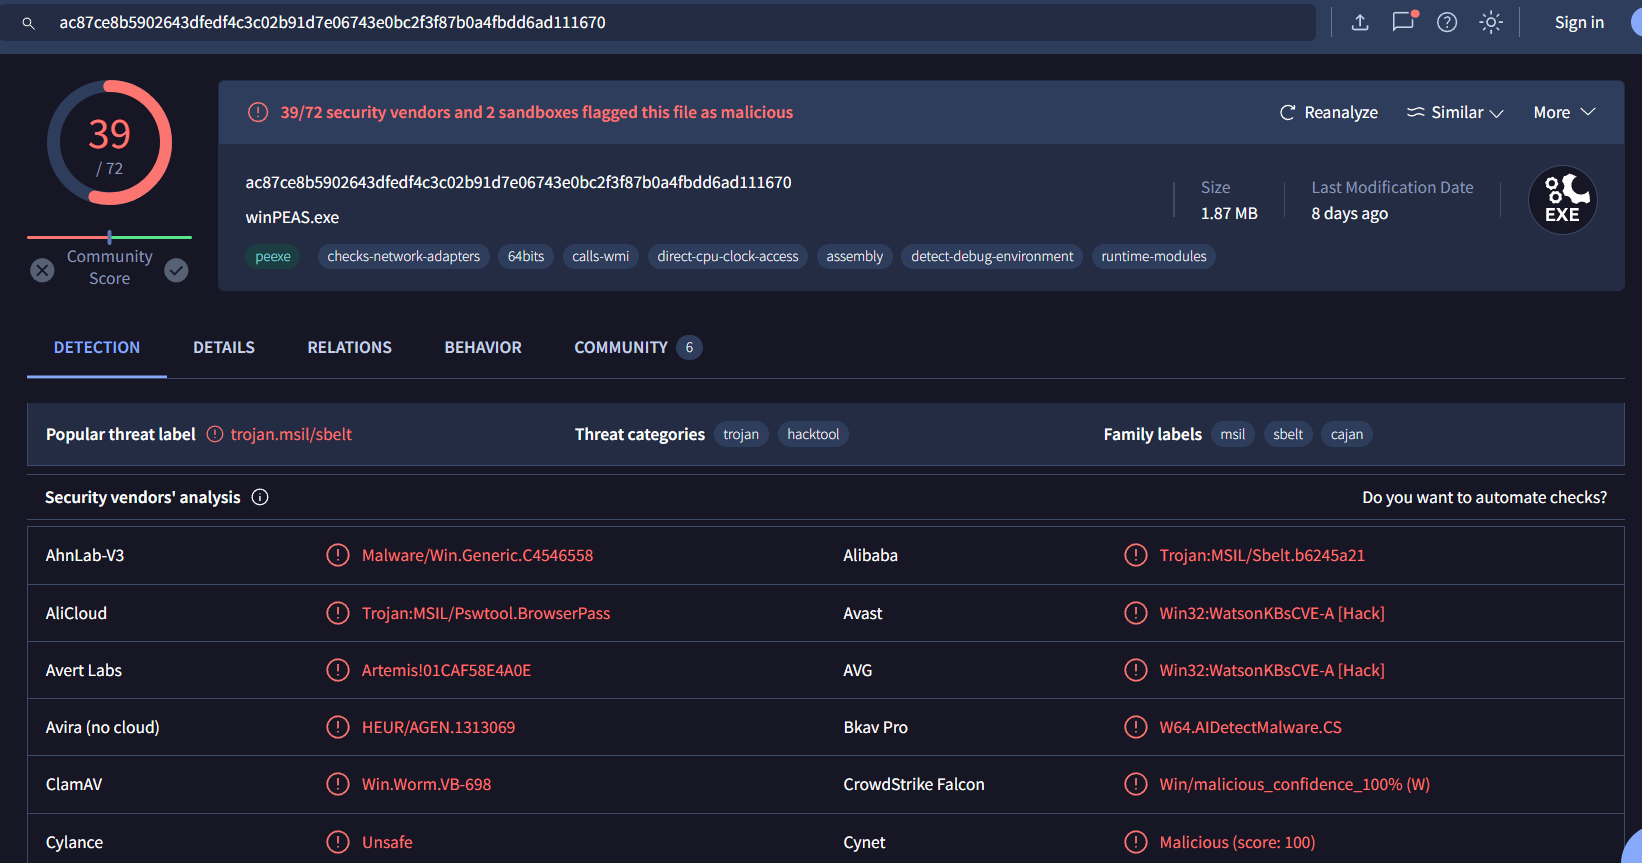 ac87ce8b5902643dfedf4c3c02b91d7e06743e0bc2f3f87b0a4fbdd6ad111670
Sign in
39
/ 72
Community
Score
39/72 security vendors and 2 sandboxes flagged this file as malicious
Reanalyze
Similar
More
ac87ce8b5902643dfedf4c3c02b91d7e06743e0bc2f3f87b0a4fbdd6ad111670
winPEAS.exe
Size
1.87 MB
Last Modification Date
8 days ago
EXE
peexe
checks-network-adapters
64bits
calls-wmi
direct-cpu-clock-access
assembly
detect-debug-environment
runtime-modules
DETECTION
DETAILS
RELATIONS
BEHAVIOR
COMMUNITY 6
Popular threat label trojan.msil/sbelt
Threat categories trojan hacktool
Family labels msil sbelt cajan
Security vendors' analysis
Do you want to automate checks?
AhnLab-V3 Malware/Win.Generic.C4546558
Alibaba Trojan:MSIL/Sbelt.b6245a21
AliCloud Trojan:MSIL/Pswtool.BrowserPass
Avast Win32:WatsonKBsCVE-A [Hack]
Avert Labs Artemis!01CAF58E4A0E
AVG Win32:WatsonKBsCVE-A [Hack]
Avira (no cloud) HEUR/AGEN.1313069
Bkav Pro W64.AIDetectMalware.CS
ClamAV Win.Worm.VB-698
CrowdStrike Falcon Win/malicious_confidence_100% (W)
Cylance Unsafe
Cynet Malicious (score: 100)